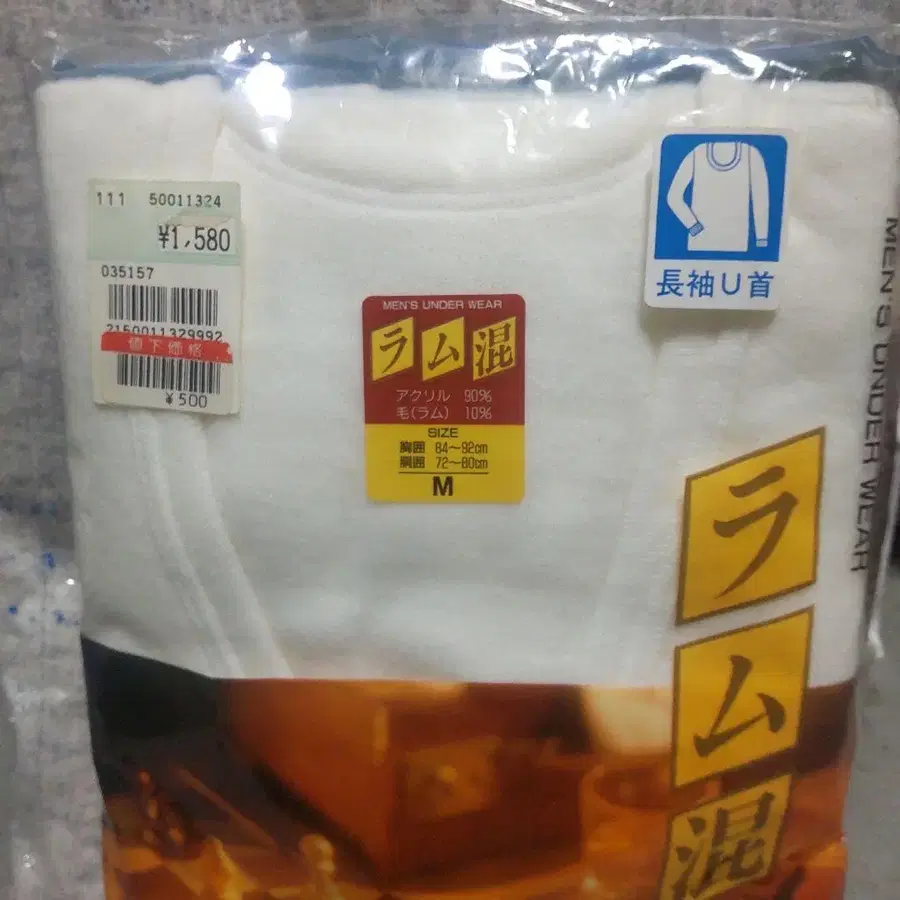 111 50011324
¥1,580
035157
2150011329992
値下価格
¥500
MEN'S UNDER WEAR
ラム混
アクリル 90%
毛(ラム) 10%
SIZE
胸囲 84〜92cm
胴囲 72〜80cm
M
長袖U首
MEN'S UNDER WEAR
ラム混